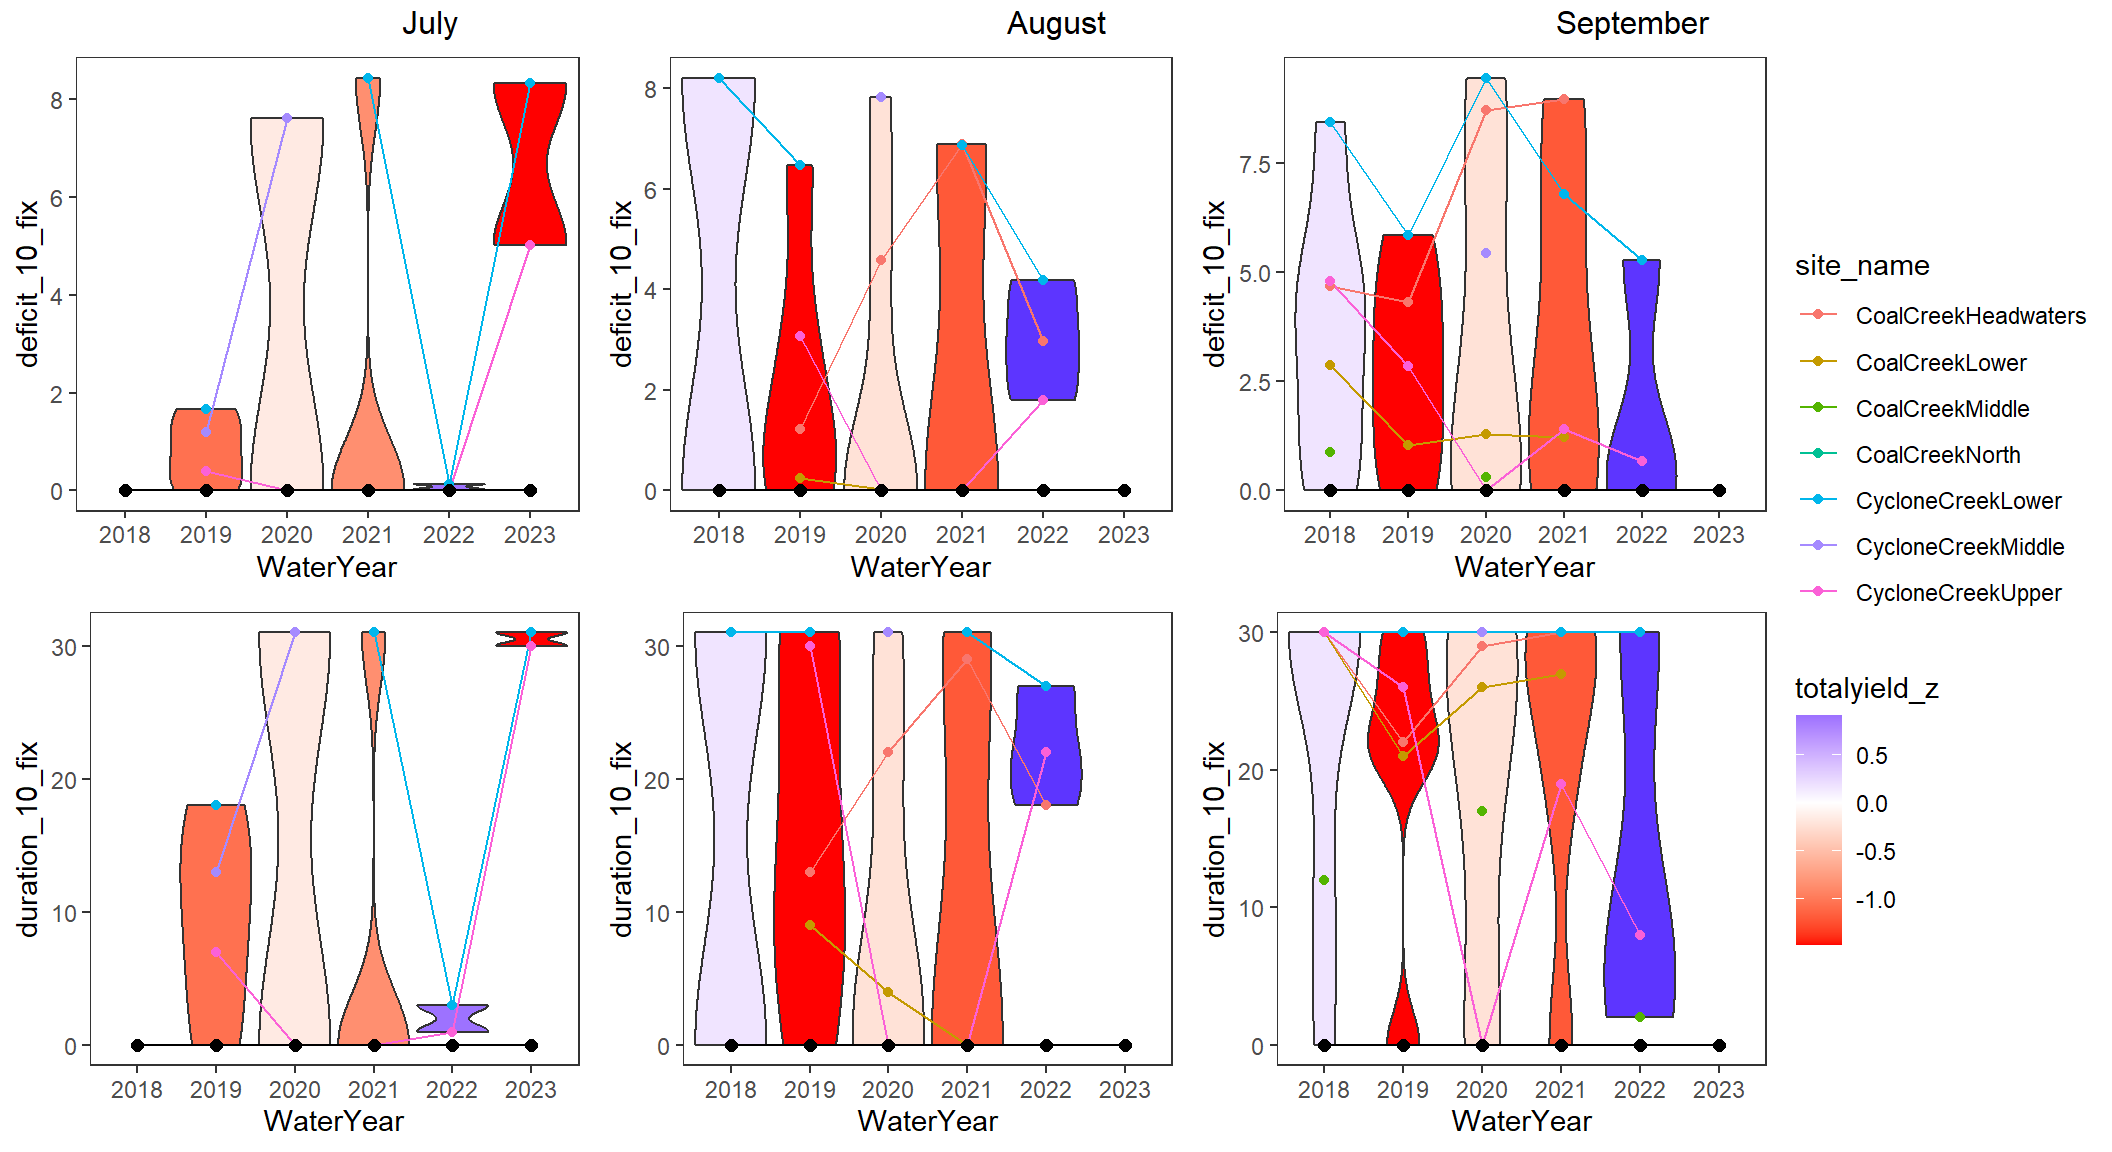 July
August
September
deficit_10_fix
8
6
4
2
0
2018 2019 2020 2021 2022 2023
WaterYear
deficit_10_fix
8
6
4
2
0
2018 2019 2020 2021 2022 2023
WaterYear
deficit_10_fix
7.5
5.0
2.5
0.0
2018 2019 2020 2021 2022 2023
WaterYear
duration_10_fix
30
20
10
0
2018 2019 2020 2021 2022 2023
WaterYear
duration_10_fix
30
20
10
0
2018 2019 2020 2021 2022 2023
WaterYear
duration_10_fix
30
20
10
0
2018 2019 2020 2021 2022 2023
WaterYear
site_name
CoalCreekHeadwaters
CoalCreekLower
CoalCreekMiddle
CoalCreekNorth
CycloneCreekLower
CycloneCreekMiddle
CycloneCreekUpper
totalyield_z
0.5
0.0
-0.5
-1.0